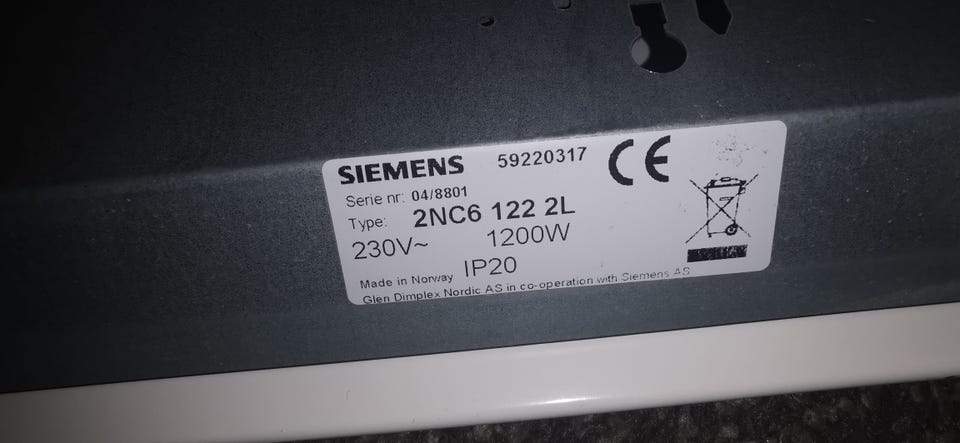 SIEMENS 59220317 CE
Serie nr: 04/8801
Type: 2NC6 122 2L
230V~ 1200W
IP20
Made in Norway
Glen Dimplex Nordic AS in co-operation with Siemens AS